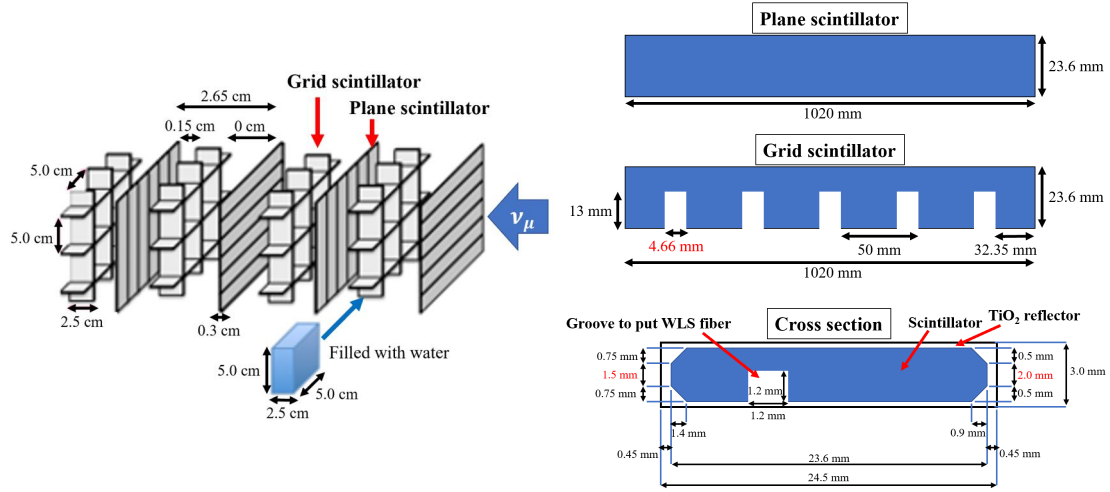 Grid scintillator
2.65 cm
Plane scintillator
0.15 cm
0 cm
5.0 cm
5.0 cm
νμ
2.5 cm
0.3 cm
Filled with water
5.0 cm
5.0 cm
2.5 cm
Plane scintillator
23.6 mm
1020 mm
Grid scintillator
13 mm
23.6 mm
4.66 mm
50 mm
32.35 mm
1020 mm
Cross section
Groove to put WLS fiber
Scintillator
TiO2 reflector
0.75 mm
0.5 mm
1.5 mm
1.2 mm
2.0 mm
3.0 mm
0.75 mm
0.5 mm
1.2 mm
1.4 mm
0.9 mm
0.45 mm
0.45 mm
23.6 mm
24.5 mm